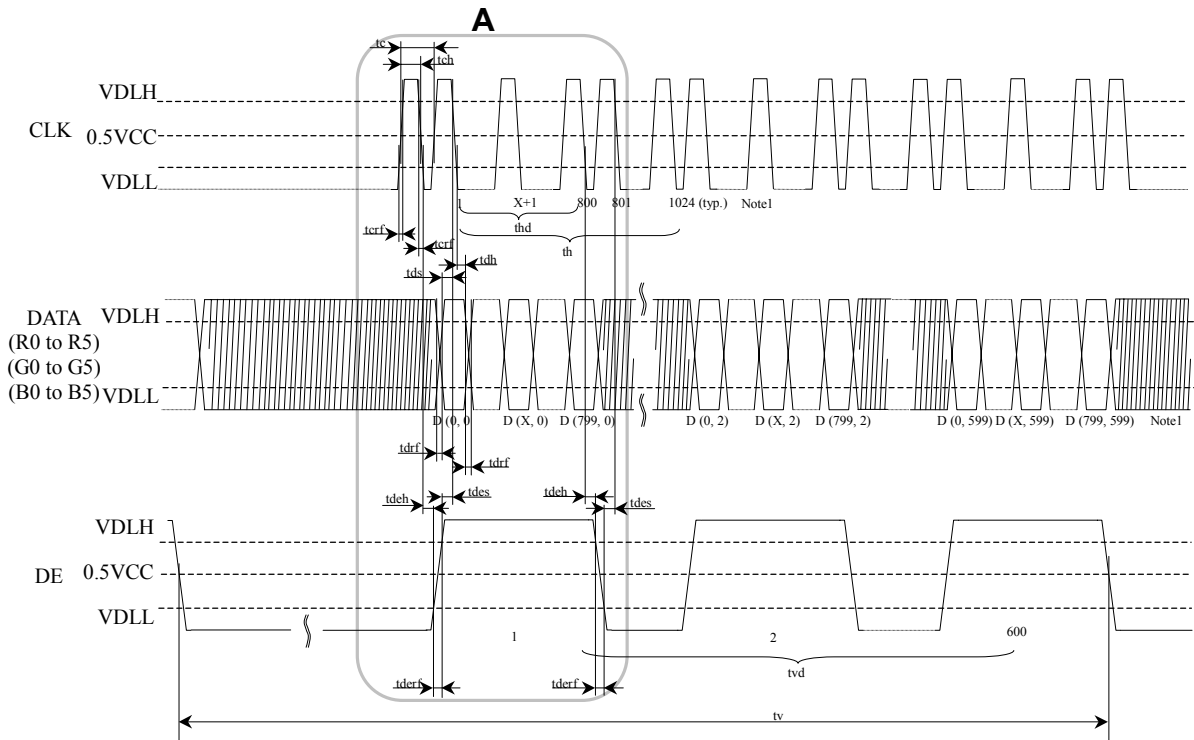 A
tc
tch
VDLH
CLK
0.5VCC
VDLL
1
X+1
800
801
1024 (typ.)
Note1
thd
th
tcrf
tcrf
tdh
tds
DATA
(R0 to R5)
(G0 to G5)
(B0 to B5)
VDLH
VDLL
D (0, 0)
D (X, 0)
D (799, 0)
D (0, 2)
D (X, 2)
D (799, 2)
D (0, 599)
D (X, 599)
D (799, 599)
Note1
tdrf
tdrf
tdeh
tdes
tdeh
tdes
VDLH
DE
0.5VCC
VDLL
1
2
600
tvd
tderf
tderf
tv